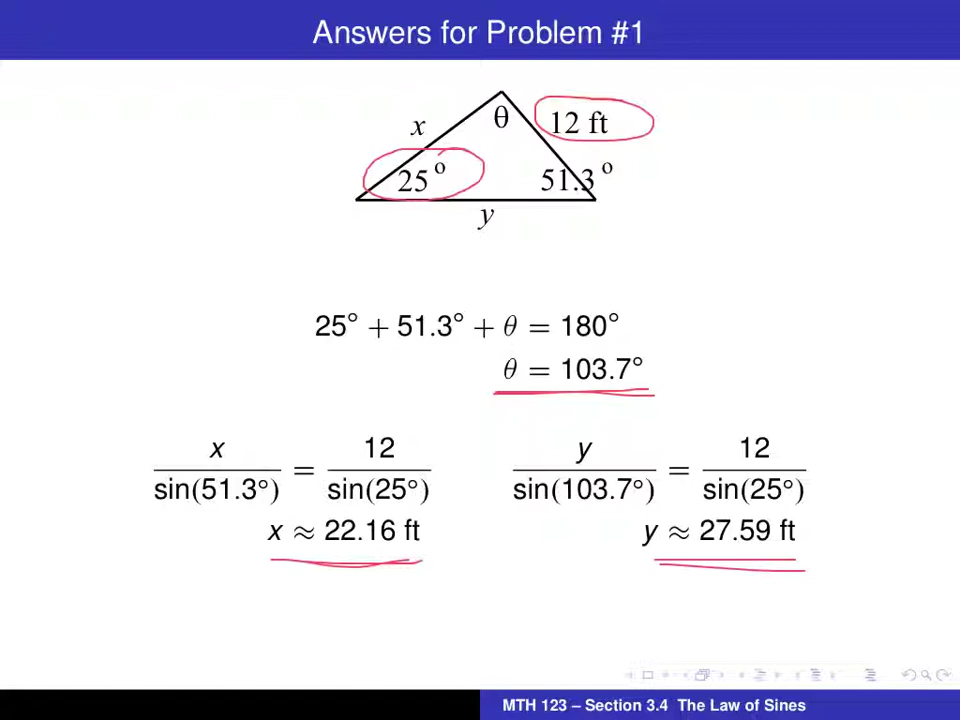 Answers for Problem #1
x θ 12 ft
25° 51.3°
y
25° + 51.3° + θ = 180°
θ = 103.7°
x/sin(51.3°) = 12/sin(25°) y/sin(103.7°) = 12/sin(25°)
x ≈ 22.16 ft y ≈ 27.59 ft
MTH 123 – Section 3.4 The Law of Sines